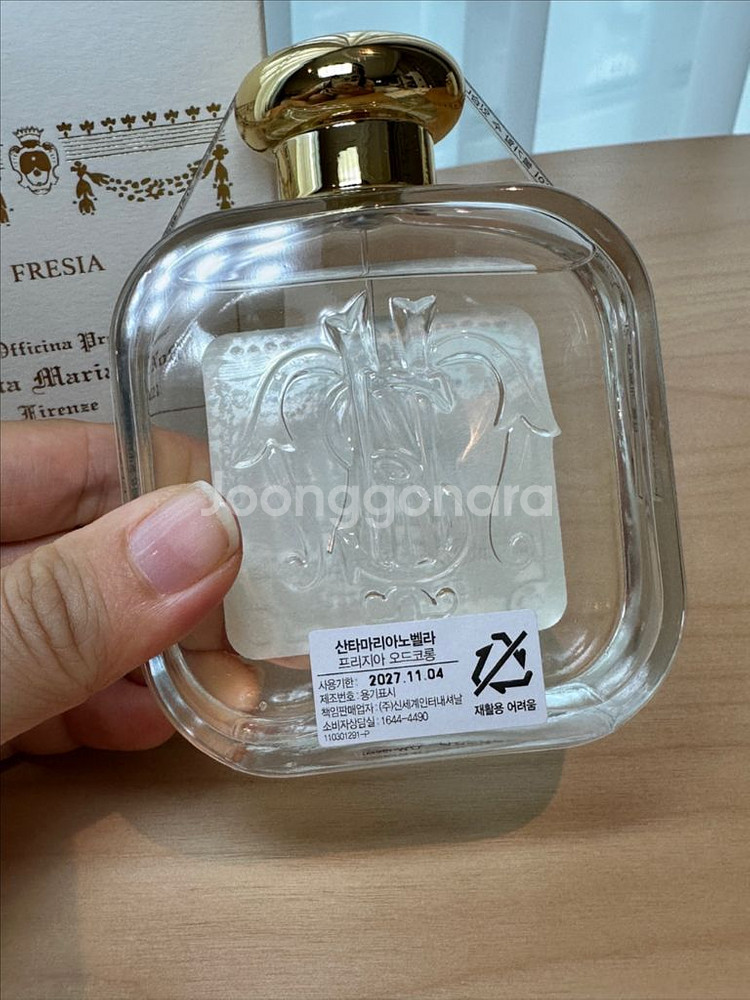 FRESIA
Officina
Maria
Firenze
Joonggonara
산타마리아노벨라
프리지아 오드코롱
사용기한: 2027.11.04
제조번호: 용기표시
책임판매업자: (주)신세계인터내셔날
소비자상담실: 1644-4490
110301291-P
재활용 어려움